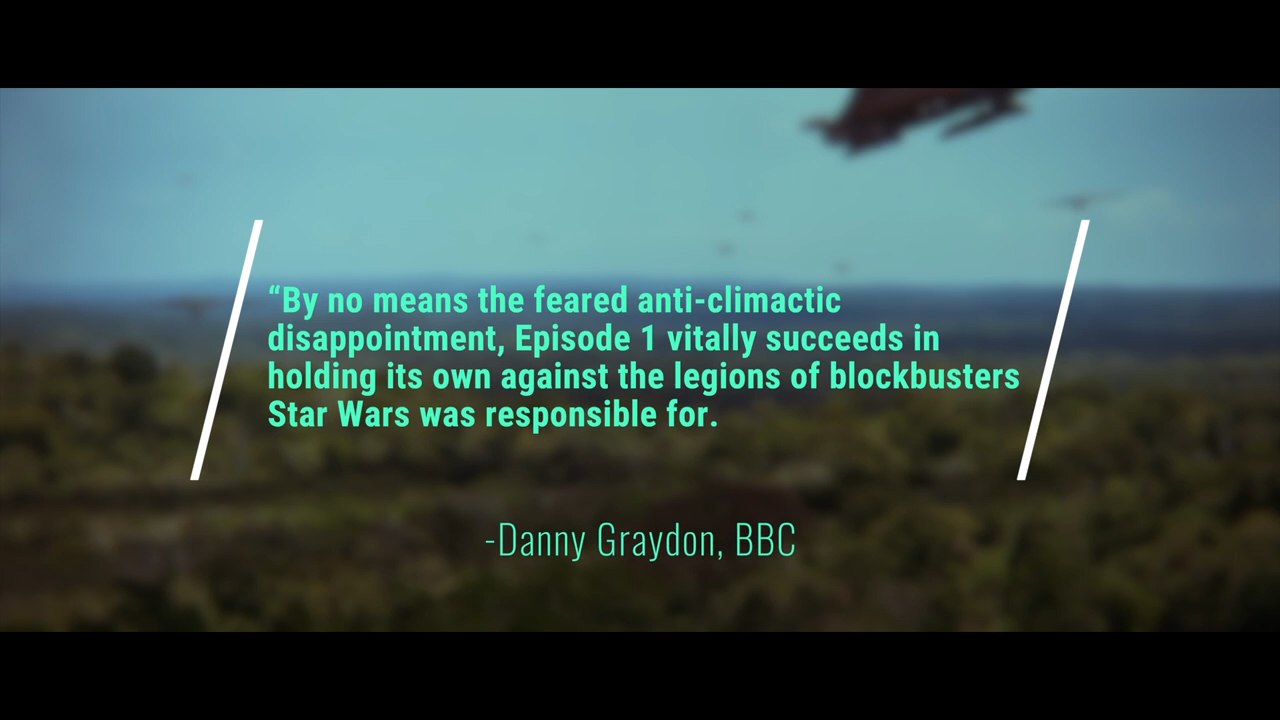 “By no means the feared anti-climactic
disappointment, Episode 1 vitally succeeds in
holding its own against the legions of blockbusters
Star Wars was responsible for.
-Danny Graydon, BBC